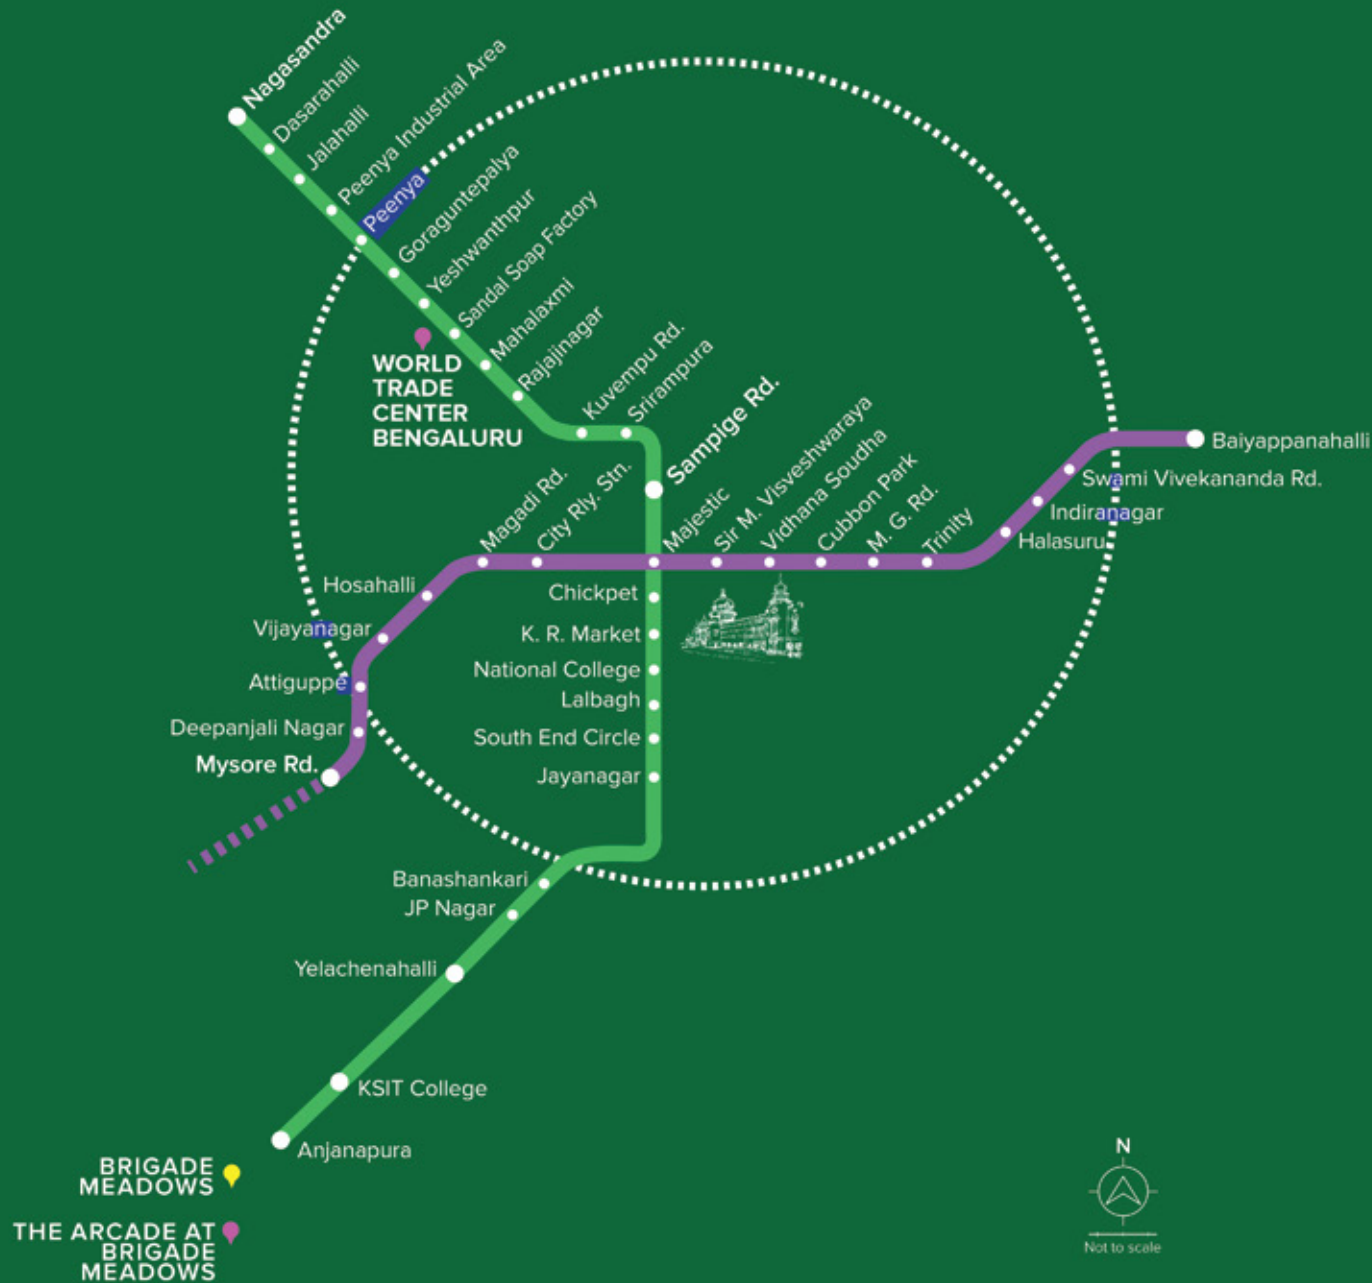 Nagasandra
Dasarahalli
Jalahalli
Peenya Industrial Area
Peenya
Goraguntepalya
Yeshwanthpur
Sandal Soap Factory
Mahalaxmi
Rajajinagar
Kuvempu Rd.
Srirampura
Sampige Rd.
WORLD
TRADE
CENTER
BENGALURU
Magadi Rd.
City Rly. Stn.
Majestic
Sir M. Visveshwaraya
Vidhana Soudha
Cubbon Park
M. G. Rd.
Trinity
Halasuru
Indiranagar
Swami Vivekananda Rd.
Baiyappanahalli
Hosahalli
Vijayanagar
Attiguppe
Deepanjali Nagar
Mysore Rd.
Chickpet
K. R. Market
National College
Lalbagh
South End Circle
Jayanagar
Banashankari
JP Nagar
Yelachenahalli
KSIT College
Anjanapura
BRIGADE
MEADOWS
THE ARCADE AT
BRIGADE
MEADOWS
N
Not to scale